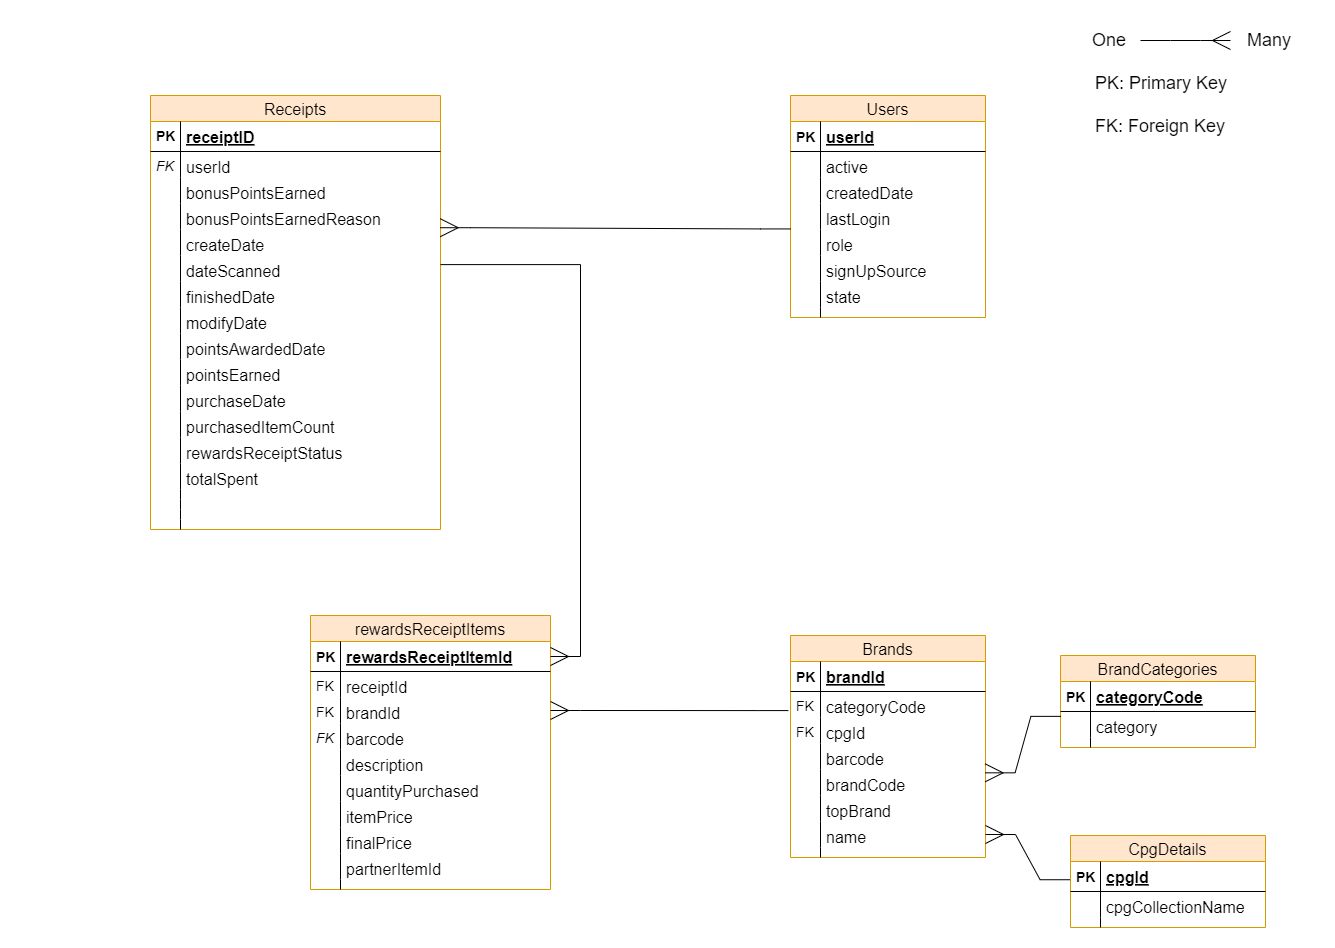 One Many
PK: Primary Key
FK: Foreign Key
Receipts
PK receiptID
FK userId
bonusPointsEarned
bonusPointsEarnedReason
createDate
dateScanned
finishedDate
modifyDate
pointsAwardedDate
pointsEarned
purchaseDate
purchasedItemCount
rewardsReceiptStatus
totalSpent
Users
PK userId
active
createdDate
lastLogin
role
signUpSource
state
rewardsReceiptItems
PK rewardsReceiptItemId
FK receiptId
FK brandId
FK barcode
description
quantityPurchased
itemPrice
finalPrice
partnerItemId
Brands
PK brandId
FK categoryCode
FK cpgId
barcode
brandCode
topBrand
name
BrandCategories
PK categoryCode
category
CpgDetails
PK cpgId
cpgCollectionName